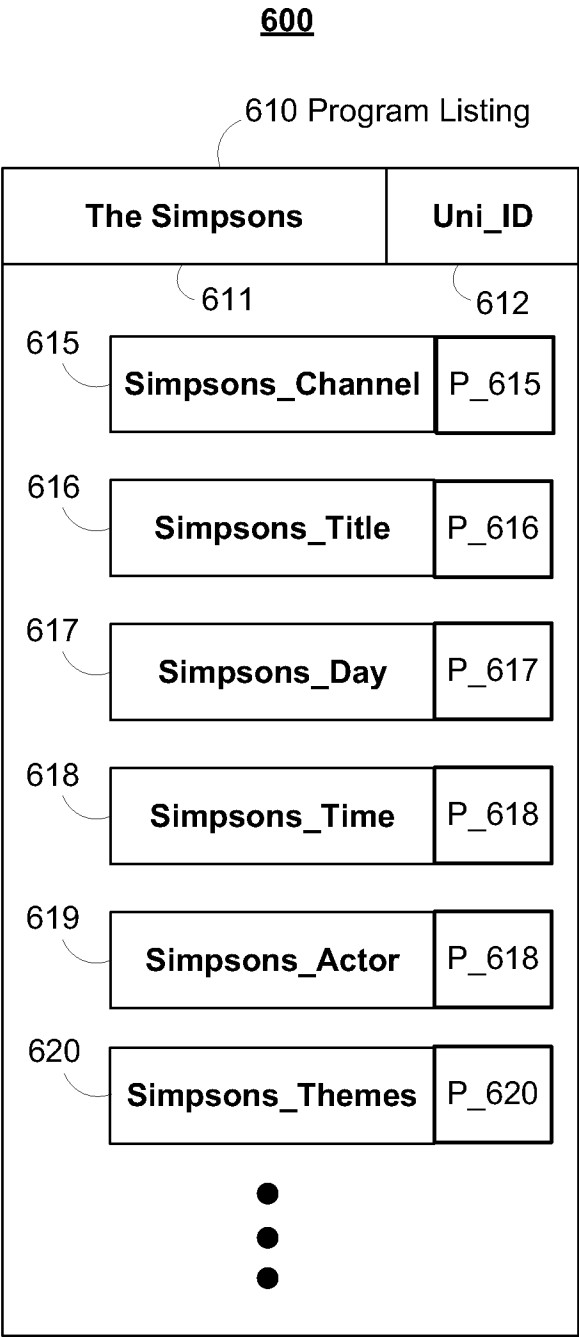 600
610 Program Listing
The Simpsons Uni_ID
611 612
615
Simpsons_Channel P_615
616
Simpsons_Title P_616
617
Simpsons_Day P_617
618
Simpsons_Time P_618
619
Simpsons_Actor P_618
620
Simpsons_Themes P_620